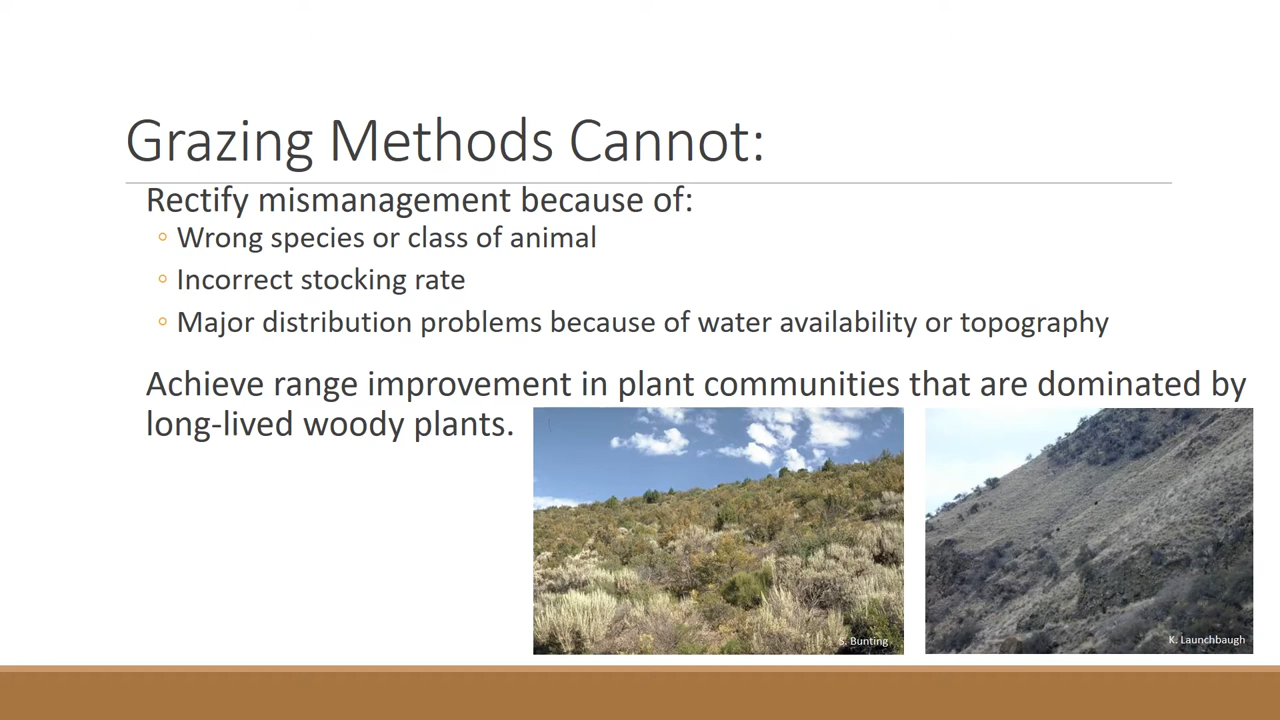 Grazing Methods Cannot:
Rectify mismanagement because of:
Wrong species or class of animal
Incorrect stocking rate
Major distribution problems because of water availability or topography
Achieve range improvement in plant communities that are dominated by
long-lived woody plants.
S. Bunting
K. Launchbaugh